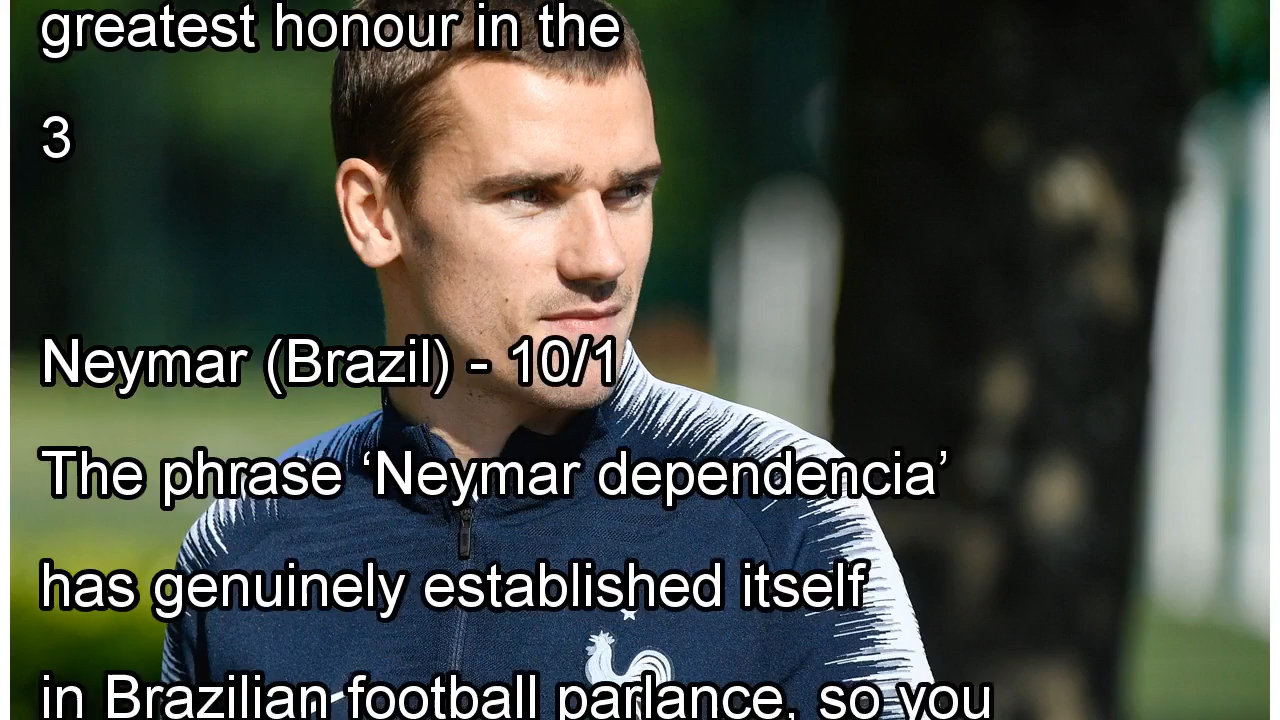 greatest honour in the
3
Neymar (Brazil) - 10/1
The phrase ‘Neymar dependencia’
has genuinely established itself
in Brazilian football parlance, so you